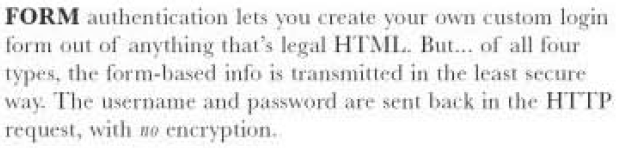 FORM authentication lets you create your own custom login
form out of anything that's legal HTML. But... of all four
types, the form-based info is transmitted in the least secure
way. The username and password are sent back in the HTTP
request, with no encryption.